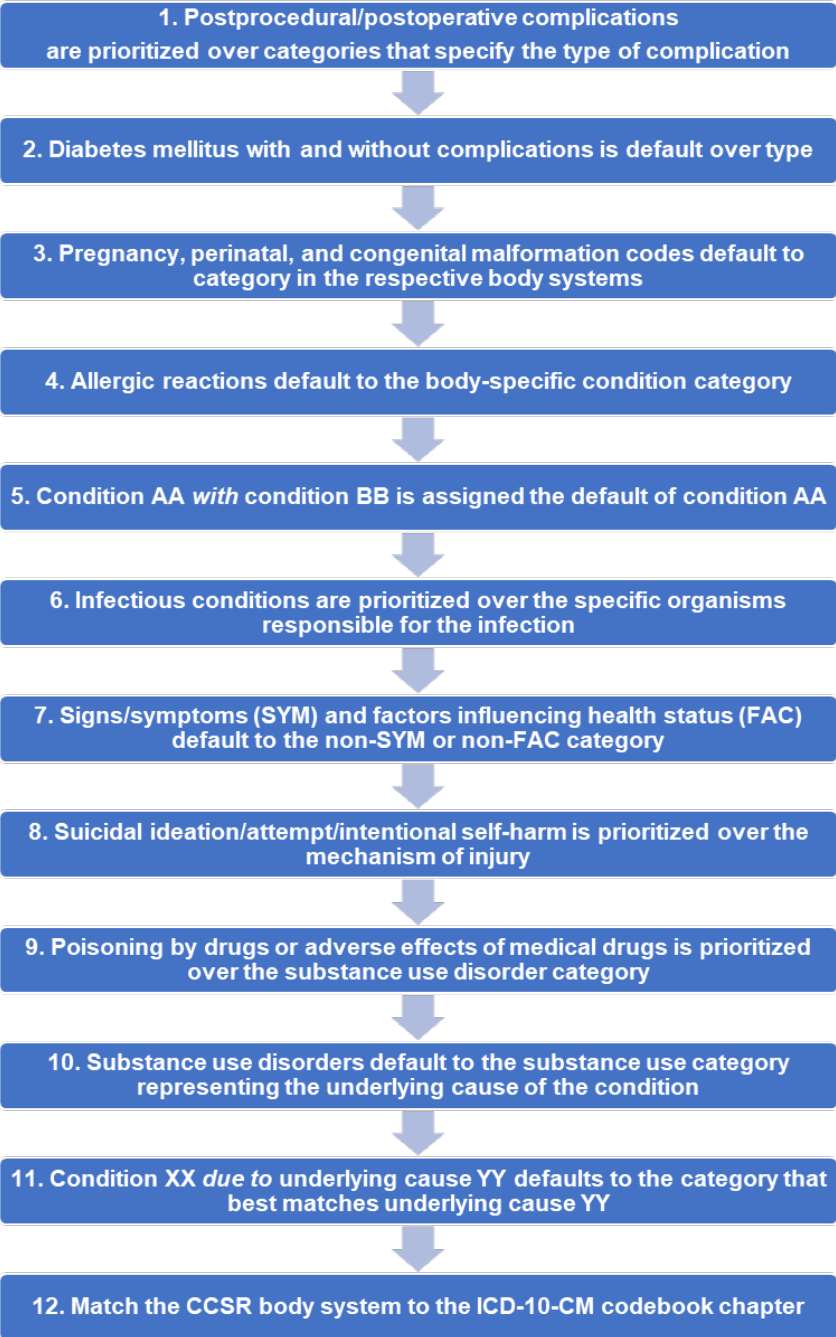 1. Postprocedural/postoperative complications
are prioritized over categories that specify the type of complication
2. Diabetes mellitus with and without complications is default over type
3. Pregnancy, perinatal, and congenital malformation codes default to
category in the respective body systems
4. Allergic reactions default to the body-specific condition category
5. Condition AA with condition BB is assigned the default of condition AA
6. Infectious conditions are prioritized over the specific organisms
responsible for the infection
7. Signs/symptoms (SYM) and factors influencing health status (FAC)
default to the non-SYM or non-FAC category
8. Suicidal ideation/attempt/intentional self-harm is prioritized over the
mechanism of injury
9. Poisoning by drugs or adverse effects of medical drugs is prioritized
over the substance use disorder category
10. Substance use disorders default to the substance use category
representing the underlying cause of the condition
11. Condition XX due to underlying cause YY defaults to the category that
best matches underlying cause YY
12. Match the CCSR body system to the ICD-10-CM codebook chapter